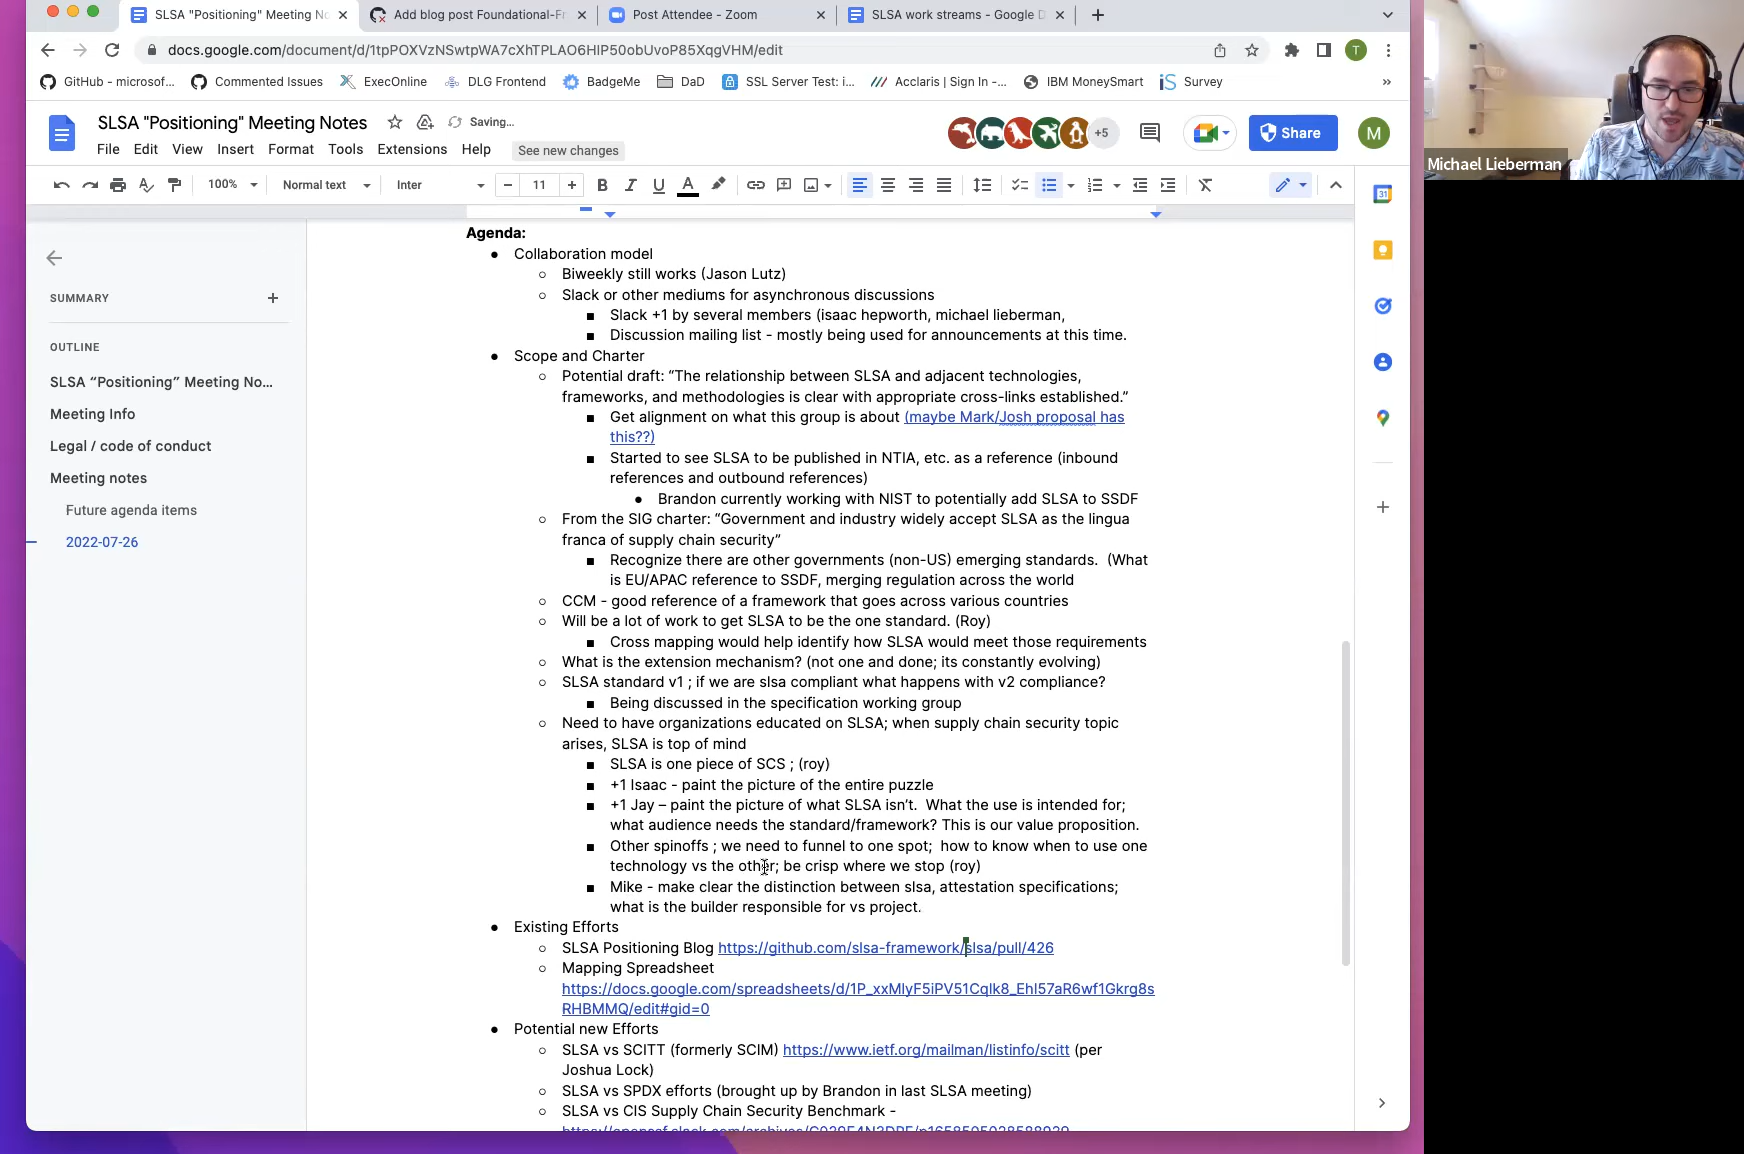 SLSA "Positioning" Meeting No
Add blog post Foundational-Fr
Post Attendee - Zoom
SLSA work streams - Google D
docs.google.com/document/d/1tpPOXVzNSwtpWA7cXhTPLAO6HlP50obUvoP85XqgVHM/edit
T
GitHub - microsof...
Commented Issues
ExecOnline
DLG Frontend
BadgeMe
DaD
SSL Server Test: i...
Acclaris | Sign In -...
IBM MoneySmart
Survey
»
SLSA "Positioning" Meeting Notes
Saving...
File Edit View Insert Format Tools Extensions Help
See new changes
+5
Share
M
100%
Normal text
Inter
11
B I U A
31
SUMMARY
OUTLINE
SLSA “Positioning” Meeting No...
Meeting Info
Legal / code of conduct
Meeting notes
Future agenda items
2022-07-26
Agenda:
● Collaboration model
○ Biweekly still works (Jason Lutz)
○ Slack or other mediums for asynchronous discussions
■ Slack +1 by several members (isaac hepworth, michael lieberman,
■ Discussion mailing list - mostly being used for announcements at this time.
● Scope and Charter
○ Potential draft: “The relationship between SLSA and adjacent technologies,
frameworks, and methodologies is clear with appropriate cross-links established.”
■ Get alignment on what this group is about (maybe Mark/Josh proposal has
this??)
■ Started to see SLSA to be published in NTIA, etc. as a reference (inbound
references and outbound references)
● Brandon currently working with NIST to potentially add SLSA to SSDF
○ From the SIG charter: “Government and industry widely accept SLSA as the lingua
franca of supply chain security”
■ Recognize there are other governments (non-US) emerging standards.  (What
is EU/APAC reference to SSDF, merging regulation across the world
○ CCM - good reference of a framework that goes across various countries
○ Will be a lot of work to get SLSA to be the one standard. (Roy)
■ Cross mapping would help identify how SLSA would meet those requirements
○ What is the extension mechanism? (not one and done; its constantly evolving)
○ SLSA standard v1 ; if we are slsa compliant what happens with v2 compliance?
■ Being discussed in the specification working group
○ Need to have organizations educated on SLSA; when supply chain security topic
arises, SLSA is top of mind
■ SLSA is one piece of SCS ; (roy)
■ +1 Isaac - paint the picture of the entire puzzle
■ +1 Jay – paint the picture of what SLSA isn’t.  What the use is intended for;
what audience needs the standard/framework? This is our value proposition.
■ Other spinoffs ; we need to funnel to one spot;  how to know when to use one
technology vs the other; be crisp where we stop (roy)
■ Mike - make clear the distinction between slsa, attestation specifications;
what is the builder responsible for vs project.
● Existing Efforts
○ SLSA Positioning Blog https://github.com/slsa-framework/slsa/pull/426
○ Mapping Spreadsheet
https://docs.google.com/spreadsheets/d/1P_xxMlyF5iPV51Cqlk8_EhI57aR6wf1Gkrg8s
RHBMMQ/edit#gid=0
● Potential new Efforts
○ SLSA vs SCITT (formerly SCIM) https://www.ietf.org/mailman/listinfo/scitt (per
Joshua Lock)
○ SLSA vs SPDX efforts (brought up by Brandon in last SLSA meeting)
○ SLSA vs CIS Supply Chain Security Benchmark -
Michael Lieberman